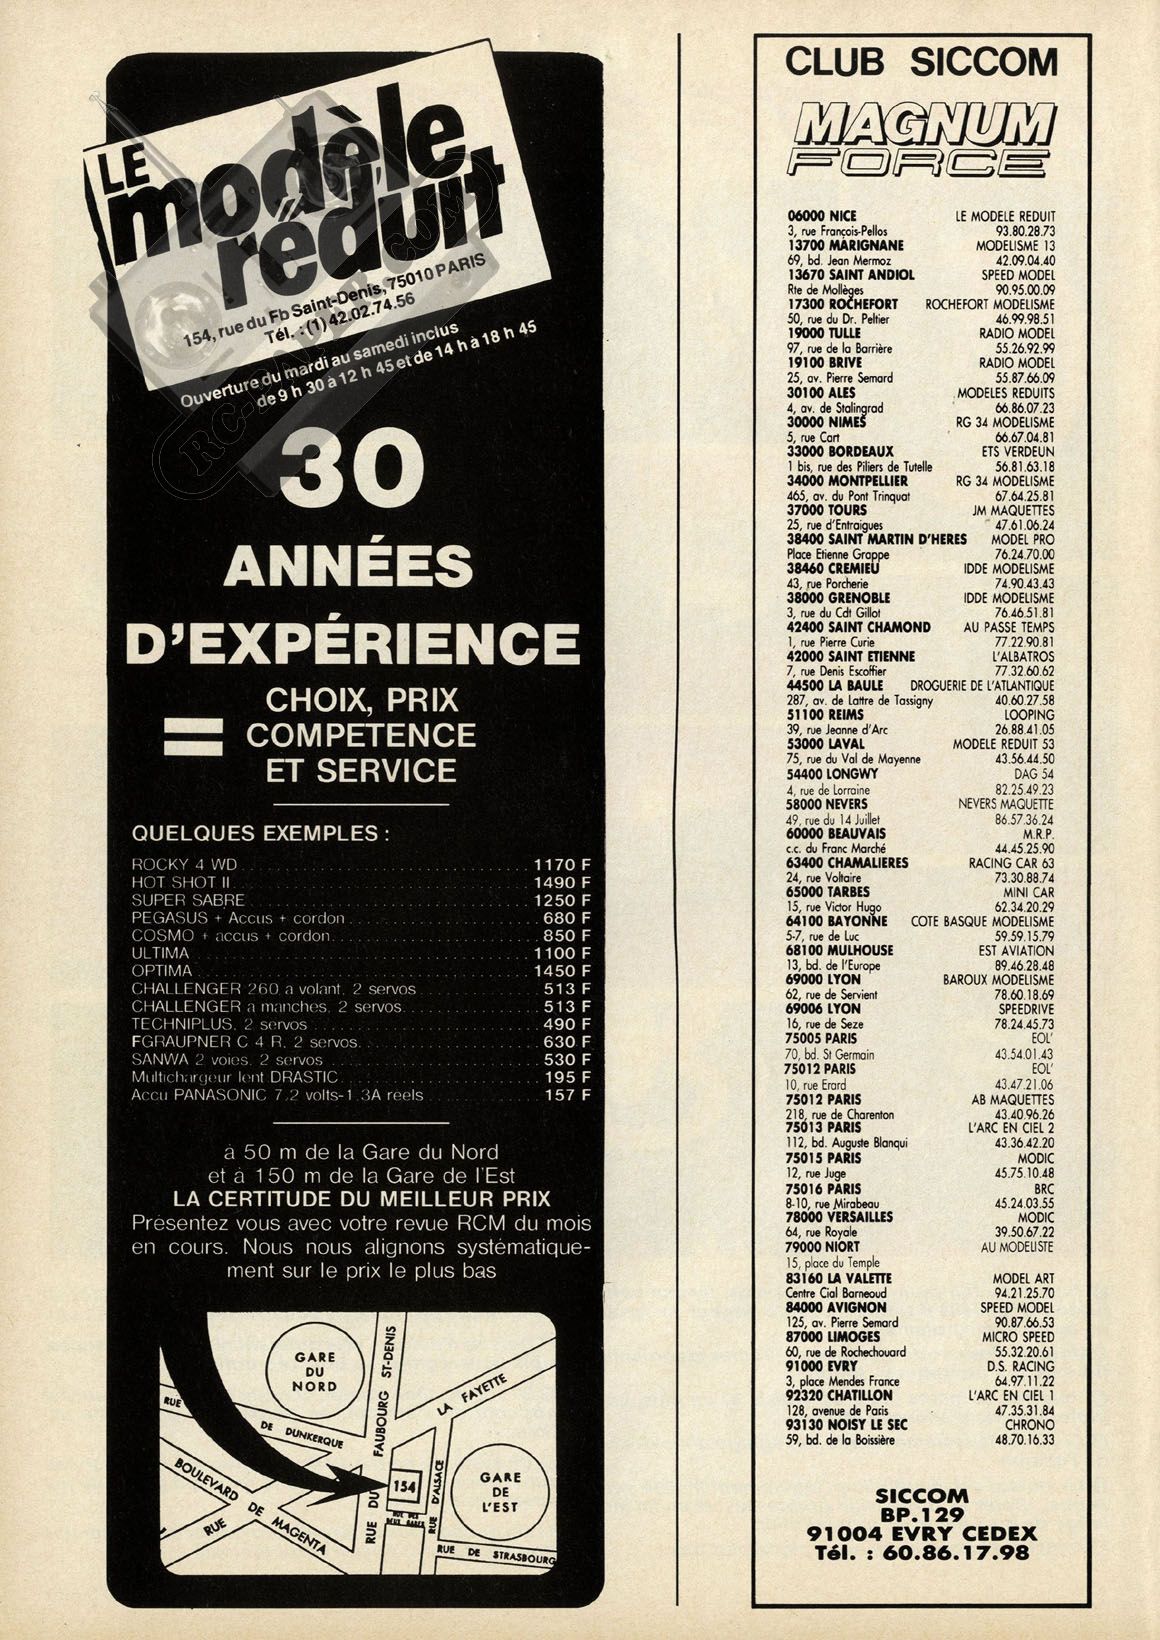 LE
modèle
réduit
154, rue du Fb Saint-Denis, 75010 PARIS
Tél. : (1) 42.02.74.56
Ouverture du mardi au samedi inclus
de 9 h 30 à 12 h 45 et de 14 h à 18 h 45
30
ANNÉES
D'EXPÉRIENCE
=
CHOIX, PRIX
COMPETENCE
ET SERVICE
QUELQUES EXEMPLES :
ROCKY 4 WD 1170 F
HOT SHOT II 1490 F
SUPER SABRE 1250 F
PEGASUS + Accus + cordon 680 F
COSMO + accus + cordon 850 F
ULTIMA 1100 F
OPTIMA 1450 F
CHALLENGER 260 a volant, 2 servos 513 F
CHALLENGER a manches, 2 servos 513 F
TECHNIPLUS, 2 servos 490 F
FGRAUPNER C 4 R, 2 servos 630 F
SANWA 2 voies, 2 servos 530 F
Multichargeur lent DRASTIC 195 F
Accu PANASONIC 7,2 volts-1,3A réels 157 F
à 50 m de la Gare du Nord
et à 150 m de la Gare de l'Est
LA CERTITUDE DU MEILLEUR PRIX
Presentez vous avec votre revue RCM du mois
en cours. Nous nous alignons systématique-
ment sur le prix le plus bas
GARE
DU
NORD
RUE DE DUNKERQUE
RUE DU FAUBOURG ST-DENIS
LA FAYETTE
BOULEVARD DE MAGENTA
RUE
154
RUE DES
DEUX GARES
RUE D'ALSACE
GARE
DE
L'EST
RUE DE STRASBOURG
CLUB SICCOM
MAGNUM
FORCE
06000 NICE LE MODELE REDUIT
3, rue François-Pellos 93.80.28.73
13700 MARIGNANE MODELISME 13
69, bd. Jean Mermoz 42.09.04.40
13670 SAINT ANDIOL SPEED MODEL
Rte de Mollèges 90.95.00.09
17300 ROCHEFORT ROCHEFORT MODELISME
50, rue du Dr. Peltier 46.99.98.51
19000 TULLE RADIO MODEL
97, rue de la Barrière 55.26.92.99
19100 BRIVE RADIO MODEL
25, av. Pierre Semard 55.87.66.09
30100 ALES MODELES REDUITS
4, av. de Stalingrad 66.86.07.23
30000 NIMES RG 34 MODELISME
5, rue Cart 66.67.04.81
33000 BORDEAUX ETS VERDEUN
1 bis, rue des Piliers de Tutelle 56.81.63.18
34000 MONTPELLIER RG 34 MODELISME
465, av. du Pont Trinquat 67.64.25.81
37000 TOURS JM MAQUETTES
25, rue d'Entraigues 47.61.06.24
38400 SAINT MARTIN D'HERES MODEL PRO
Place Etienne Grappe 76.24.70.00
38460 CREMIEU IDDE MODELISME
43, rue Porcherie 74.90.43.43
38000 GRENOBLE IDDE MODELISME
3, rue du Cdt Gillot 76.46.51.81
42400 SAINT CHAMOND AU PASSE TEMPS
1, rue Pierre Curie 77.22.90.81
42000 SAINT ETIENNE L'ALBATROS
7, rue Denis Escoffier 77.32.60.62
44500 LA BAULE DROGUERIE DE L'ATLANTIQUE
287, av. de Lattre de Tassigny 40.60.27.58
51100 REIMS LOOPING
39, rue Jeanne d'Arc 26.88.41.05
53000 LAVAL MODELE REDUIT 53
75, rue du Val de Mayenne 43.56.44.50
54400 LONGWY DAG 54
4, rue de Lorraine 82.25.49.23
58000 NEVERS NEVERS MAQUETTE
49, rue du 14 Juillet 86.57.36.24
60000 BEAUVAIS M.R.P.
c.c. du Franc Marché 44.45.25.90
63400 CHAMALIERES RACING CAR 63
24, rue Voltaire 73.30.88.74
65000 TARBES MINI CAR
15, rue Victor Hugo 62.34.20.29
64100 BAYONNE COTE BASQUE MODELISME
5-7, rue de Luc 59.59.15.79
68100 MULHOUSE EST AVIATION
13, bd. de l'Europe 89.46.28.48
69000 LYON BAROUX MODELISME
62, rue de Servient 78.60.18.69
69006 LYON SPEEDRIVE
16, rue de Seze 78.24.45.73
75005 PARIS EOL'
70, bd. St Germain 43.54.01.43
75012 PARIS EOL'
10, rue Erard 43.47.21.06
75012 PARIS AB MAQUETTES
218, rue de Charenton 43.40.96.26
75013 PARIS L'ARC EN CIEL 2
112, bd. Auguste Blanqui 43.36.42.20
75015 PARIS MODIC
12, rue Juge 45.75.10.48
75016 PARIS BRC
8-10, rue Mirabeau 45.24.03.55
78000 VERSAILLES MODIC
64, rue Royale 39.50.67.22
79000 NIORT AU MODELISTE
15, place du Temple
83160 LA VALETTE MODEL ART
Centre Cial Barneoud 94.21.25.70
84000 AVIGNON SPEED MODEL
125, av. Pierre Semard 90.87.66.53
87000 LIMOGES MICRO SPEED
60, rue de Rochechouard 55.32.20.61
91000 EVRY D.S. RACING
3, place Mendes France 64.97.11.22
92320 CHATILLON L'ARC EN CIEL 1
128, avenue de Paris 47.35.31.84
93130 NOISY LE SEC CHRONO
59, bd. de la Boissière 48.70.16.33
SICCOM
BP.129
91004 EVRY CEDEX
Tél. : 60.86.17.98